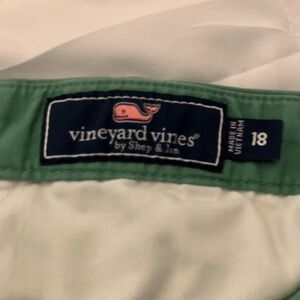 vineyard vines®
by Shep & Ian
MADE IN
VIETNAM
18